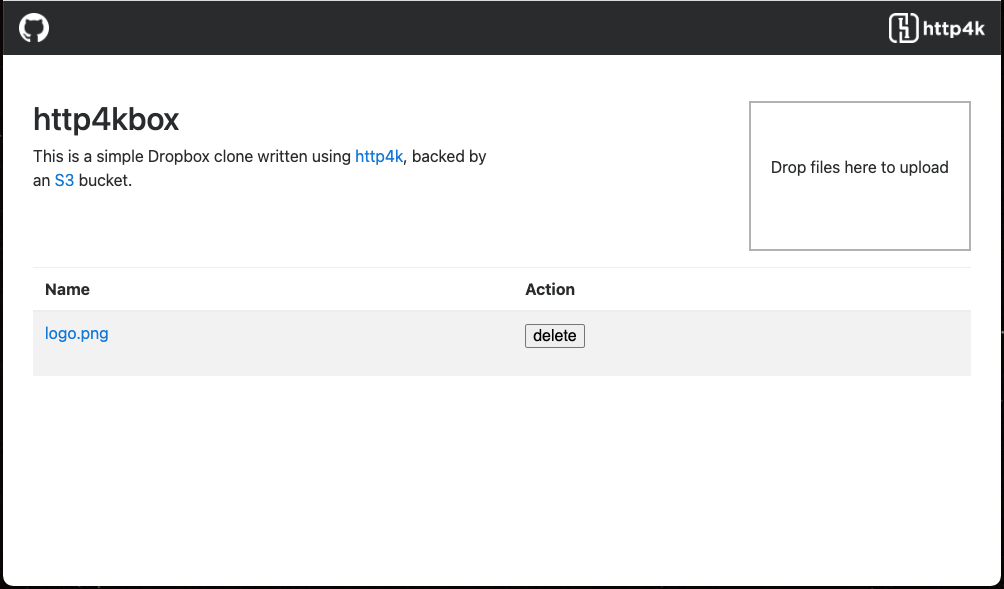 http4k
http4kbox
This is a simple Dropbox clone written using http4k, backed by
an S3 bucket.
Drop files here to upload
Name Action
logo.png delete